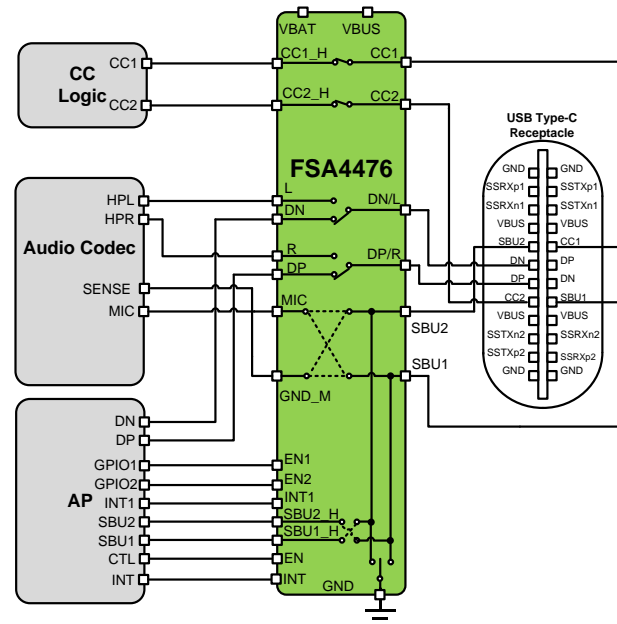 VBAT VBUS
CC Logic
CC1
CC2
CC1_H CC1
CC2_H CC2
FSA4476
Audio Codec
HPL
HPR
SENSE
MIC
L
DN
DN/L
R
DP
DP/R
MIC
SBU2
SBU1
GND_M
AP
DN
DP
GPIO1
GPIO2
INT1
SBU2
SBU1
CTL
INT
EN1
EN2
INT1
SBU2_H
SBU1_H
EN
INT
GND
USB Type-C
Receptacle
GND GND
SSRXp1 SSTXp1
SSRXn1 SSTXn1
VBUS VBUS
SBU2 CC1
DN DP
DP DN
CC2 SBU1
VBUS VBUS
SSTXn2 SSRXn2
SSTXp2 SSRXp2
GND GND